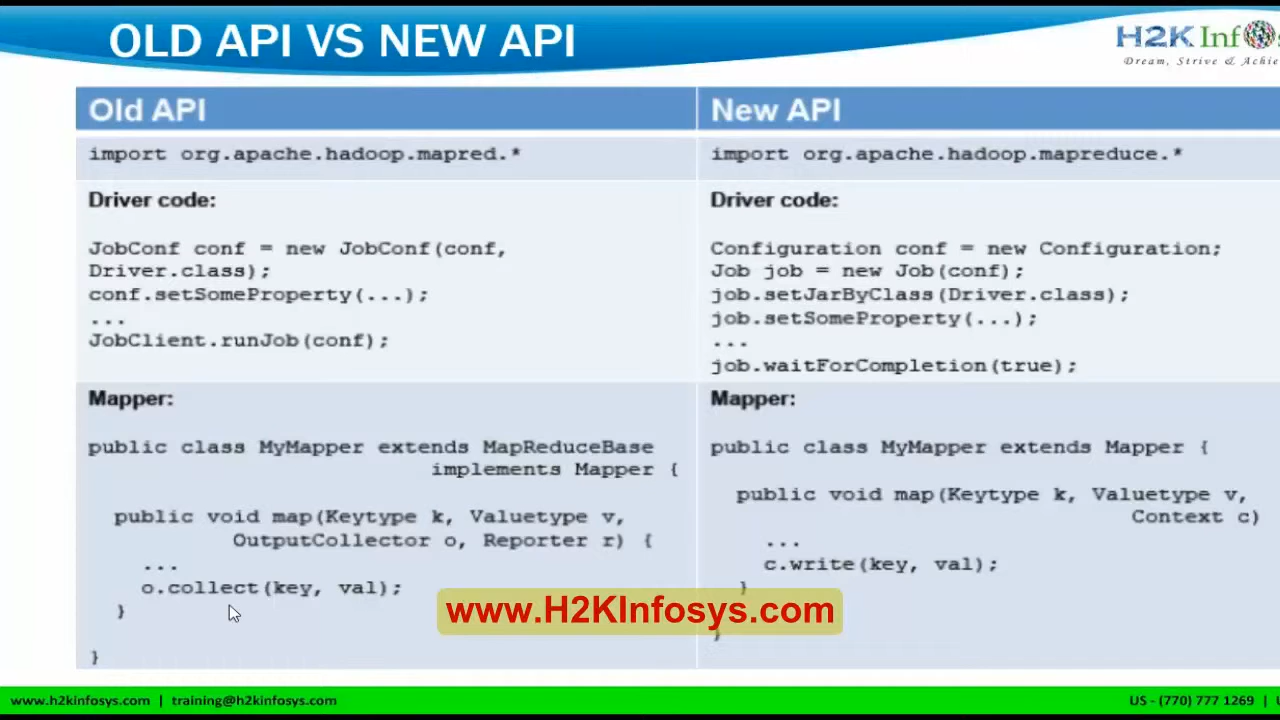 OLD API VS NEW API
H2K Infos
Dream, Strive & Achie
Old API
New API
import org.apache.hadoop.mapred.*
import org.apache.hadoop.mapreduce.*
Driver code:
JobConf conf = new JobConf(conf,
Driver.class);
conf.setSomeProperty(...);
...
JobClient.runJob(conf);
Driver code:
Configuration conf = new Configuration;
Job job = new Job(conf);
job.setJarByClass(Driver.class);
job.setSomeProperty(...);
...
job.waitForCompletion(true);
Mapper:
public class MyMapper extends MapReduceBase
implements Mapper {
public void map(Keytype k, Valuetype v,
OutputCollector o, Reporter r) {
...
o.collect(key, val);
}
}
Mapper:
public class MyMapper extends Mapper {
public void map(Keytype k, Valuetype v,
Context c)
...
c.write(key, val);
}
}
www.H2KInfosys.com
www.h2kinfosys.com | training@h2kinfosys.com
US - (770) 777 1269 |